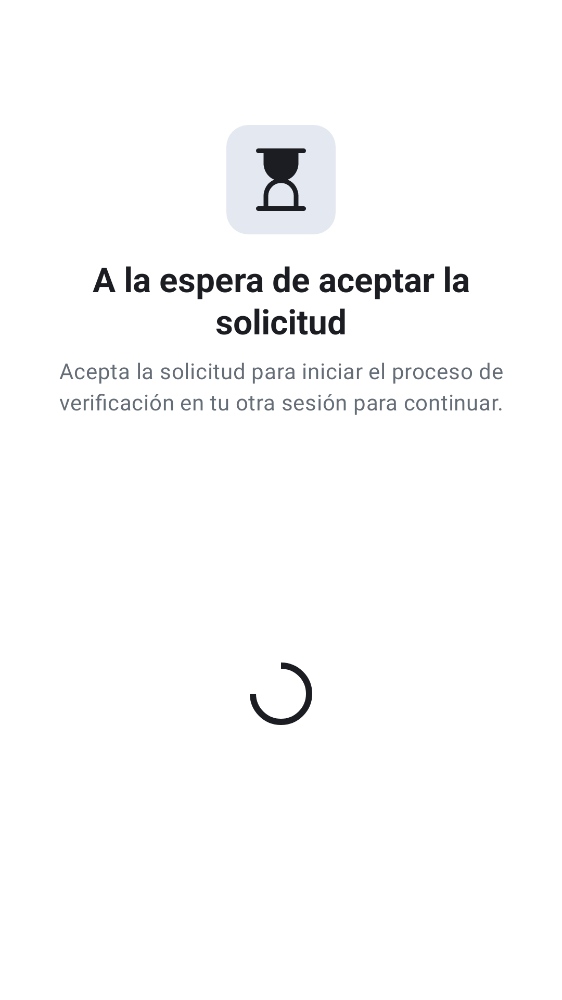 A la espera de aceptar la
solicitud
Acepta la solicitud para iniciar el proceso de
verificación en tu otra sesión para continuar.